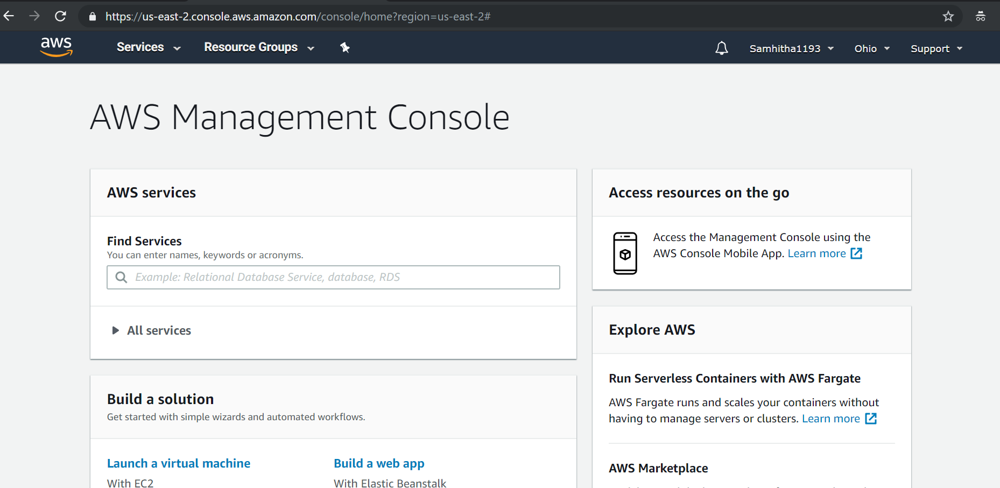 https://us-east-2.console.aws.amazon.com/console/home?region=us-east-2#
aws
Services
Resource Groups
Samhitha1193
Ohio
Support
AWS Management Console
AWS services
Find Services
You can enter names, keywords or acronyms.
Example: Relational Database Service, database, RDS
All services
Build a solution
Get started with simple wizards and automated workflows.
Launch a virtual machine
With EC2
Build a web app
With Elastic Beanstalk
Access resources on the go
Access the Management Console using the
AWS Console Mobile App. Learn more
Explore AWS
Run Serverless Containers with AWS Fargate
AWS Fargate runs and scales your containers without
having to manage servers or clusters. Learn more
AWS Marketplace